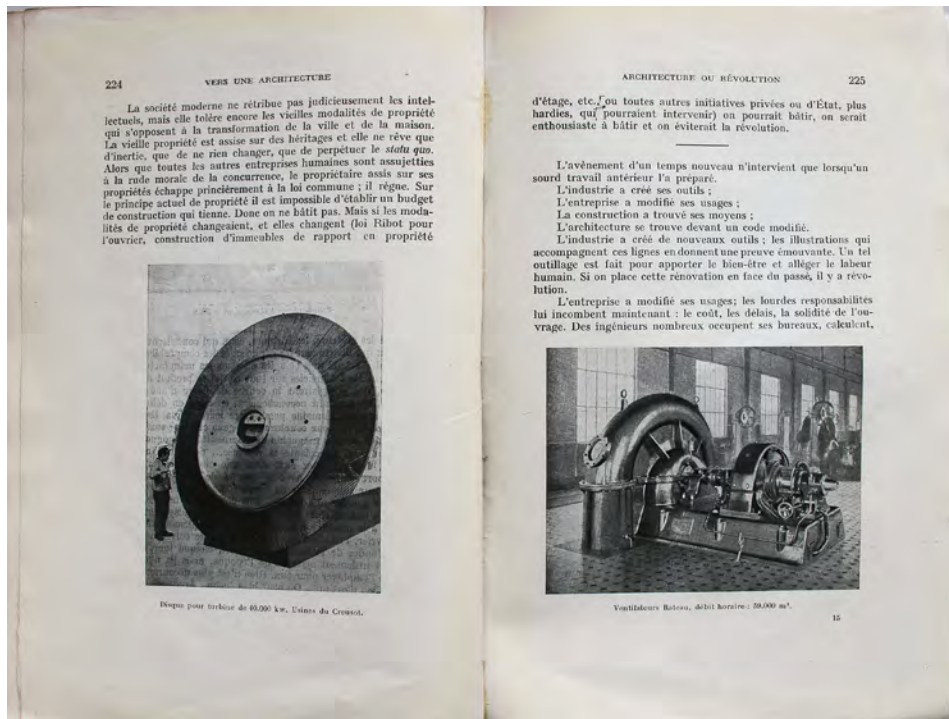 224
VERS UNE ARCHITECTURE
La société moderne ne rétribue pas judicieusement les intel-
lectuels, mais elle tolère encore les vieilles modalités de propriété
qui s'opposent à la transformation de la ville et de la maison.
La vieille propriété est assise sur des héritages et elle ne rêve que
d'inertie, que de ne rien changer, que de perpétuer le statu quo.
Alors que toutes les autres entreprises humaines sont assujetties
à la rude morale de la concurrence, le propriétaire assis sur ses
propriétés échappe princièrement à la loi commune ; il règne. Sur
le principe actuel de propriété il est impossible d'établir un budget
de construction qui tienne. Donc on ne bâtit pas. Mais si les moda-
lités de propriété changeaient, et elles changent (loi Ribot pour
l'ouvrier, construction d'immeubles de rapport en propriété
Disque pour turbine de 60.000 kw. Usines du Creusot.
ARCHITECTURE OU RÉVOLUTION
225
d'étage, etc., ou toutes autres initiatives privées ou d'État, plus
hardies, qui pourraient intervenir) on pourrait bâtir, on serait
enthousiaste à bâtir et on éviterait la révolution.
L'avènement d'un temps nouveau n'intervient que lorsqu'un
sourd travail antérieur l'a préparé.
L'industrie a créé ses outils ;
L'entreprise a modifié ses usages ;
La construction a trouvé ses moyens ;
L'architecture se trouve devant un code modifié.
L'industrie a créé de nouveaux outils ; les illustrations qui
accompagnent ces lignes en donnent une preuve émouvante. Un tel
outillage est fait pour apporter le bien-être et alléger le labeur
humain. Si on place cette rénovation en face du passé, il y a révo-
lution.
L'entreprise a modifié ses usages; les lourdes responsabilités
lui incombent maintenant : le coût, les délais, la solidité de l'ou-
vrage. Des ingénieurs nombreux occupent ses bureaux, calculent,
Ventilateurs Rateau, débit horaire : 59.000 m³.
15